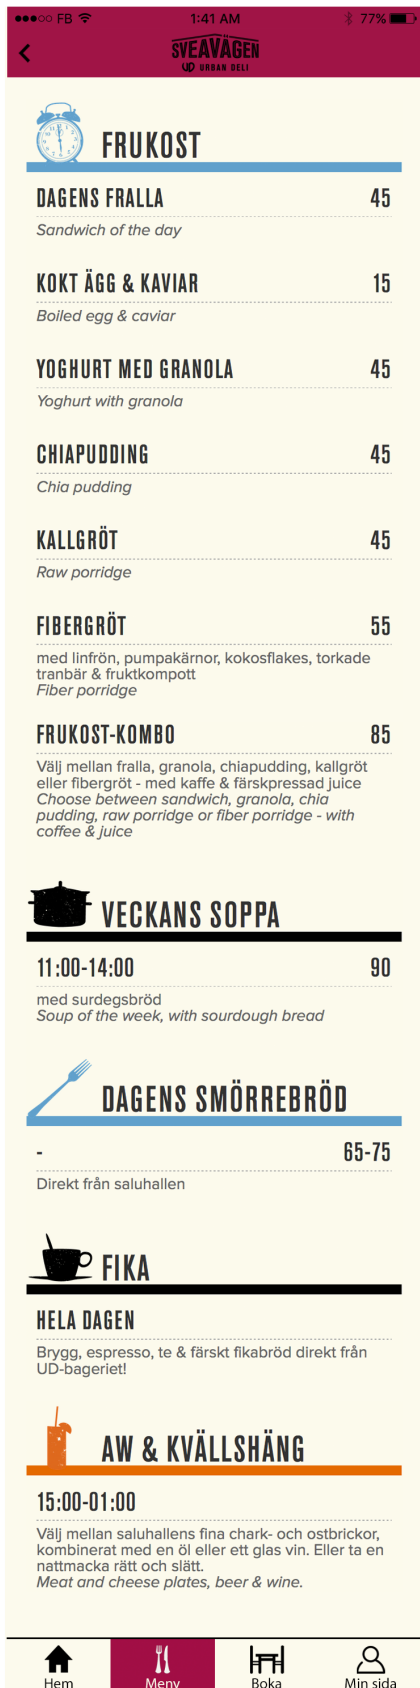 FB 1:41 AM 77%
SVEAVÄGEN
UD URBAN DELI
FRUKOST
DAGENS FRALLA 45
Sandwich of the day
KOKT ÄGG & KAVIAR 15
Boiled egg & caviar
YOGHURT MED GRANOLA 45
Yoghurt with granola
CHIAPUDDING 45
Chia pudding
KALLGRÖT 45
Raw porridge
FIBERGRÖT 55
med linfrön, pumpakärnor, kokosflakes, torkade
tranbär & fruktkompott
Fiber porridge
FRUKOST-KOMBO 85
Välj mellan fralla, granola, chiapudding, kallgröt
eller fibergröt - med kaffe & färskpressad juice
Choose between sandwich, granola, chia
pudding, raw porridge or fiber porridge - with
coffee & juice
VECKANS SOPPA
11:00-14:00 90
med surdegsbröd
Soup of the week, with sourdough bread
DAGENS SMÖRREBRÖD
- 65-75
Direkt från saluhallen
FIKA
HELA DAGEN
Brygg, espresso, te & färskt fikabröd direkt från
UD-bageriet!
AW & KVÄLLSHÄNG
15:00-01:00
Välj mellan saluhallens fina chark- och ostbrickor,
kombinerat med en öl eller ett glas vin. Eller ta en
nattmacka rätt och slätt.
Meat and cheese plates, beer & wine.
Hem Meny Boka Min sida